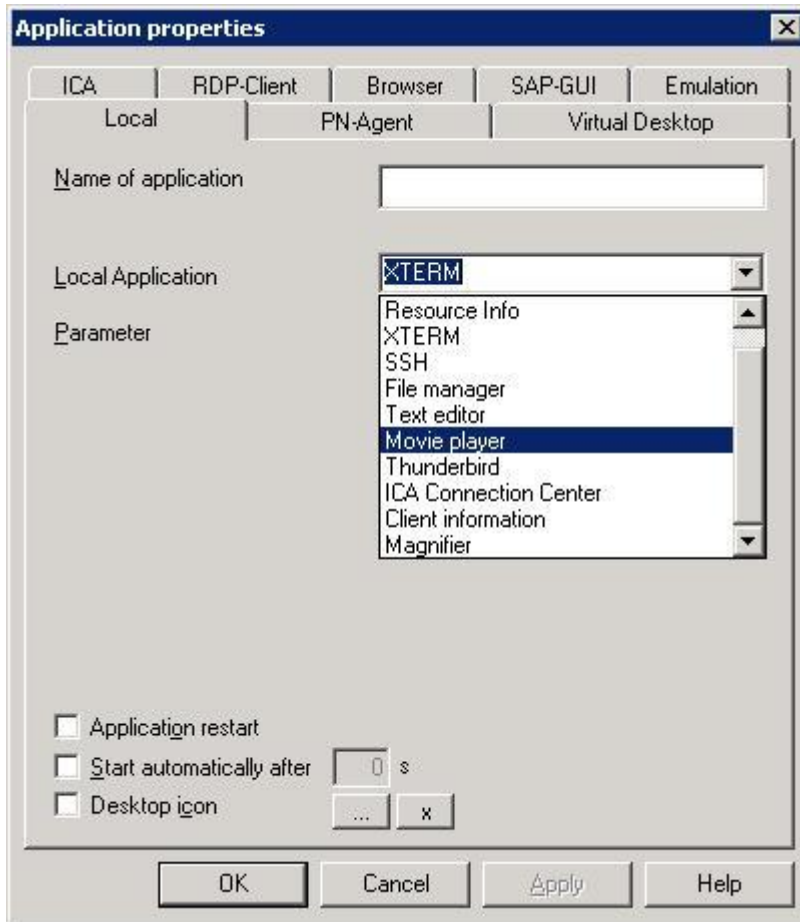 Application properties
ICA RDP-Client Browser SAP-GUI Emulation
Local PN-Agent Virtual Desktop
Name of application
Local Application XTERM
Parameter
Resource Info
XTERM
SSH
File manager
Text editor
Movie player
Thunderbird
ICA Connection Center
Client information
Magnifier
Application restart
Start automatically after 0 s
Desktop icon ... x
OK Cancel Apply Help